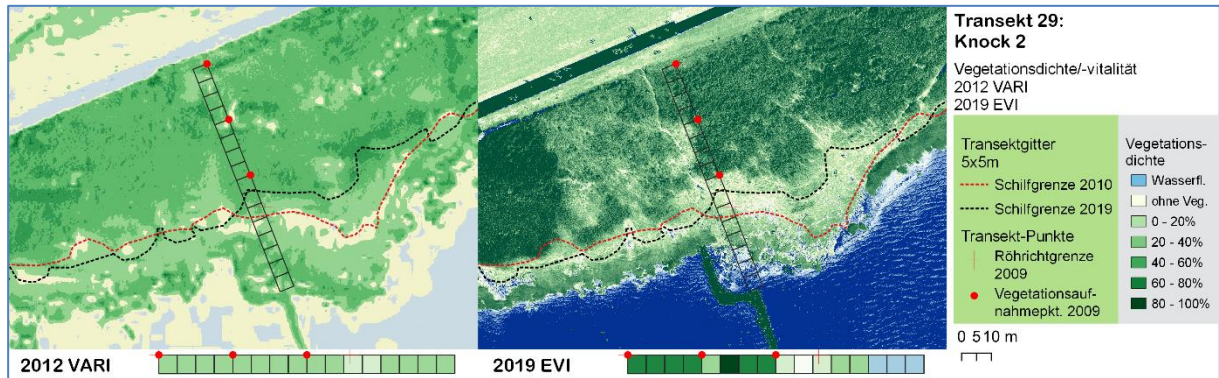 Transekt 29:
Knock 2
Vegetationsdichte/-vitalität
2012 VARI
2019 EVI
Transektgitter
5x5m
Schilfgrenze 2010
Schilfgrenze 2019
Transekt-Punkte
Röhrichtgrenze
2009
Vegetationsauf-
nahmepkt. 2009
Vegetations-
dichte
Wasserfl.
ohne Veg.
0 - 20%
20 - 40%
40 - 60%
60 - 80%
80 - 100%
0 510 m
2012 VARI
2019 EVI